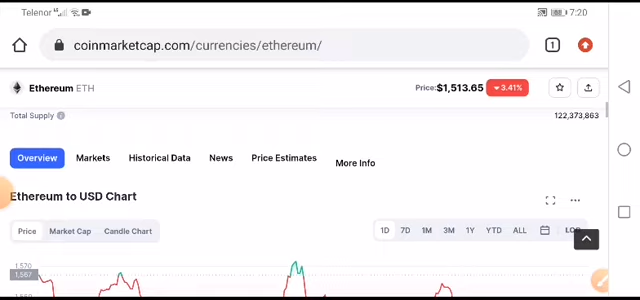 Telenor 7:20
coinmarketcap.com/currencies/ethereum/ 1
Ethereum ETH Price:$1,513.65 3.41%
Total Supply 122,373,863
Overview Markets Historical Data News Price Estimates More Info
Ethereum to USD Chart
Price Market Cap Candle Chart 1D 7D 1M 3M 1Y YTD ALL
1,570
1,567